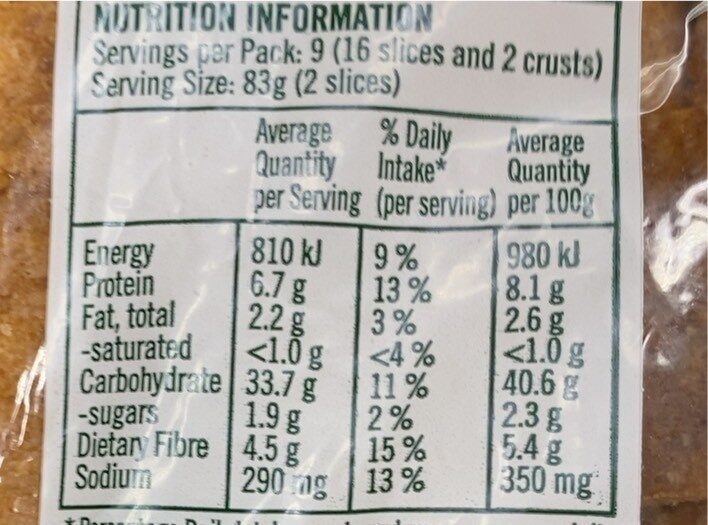 NUTRITION INFORMATION
Servings per Pack: 9 (16 slices and 2 crusts)
Serving Size: 83g (2 slices)
Average Quantity per Serving % Daily Intake* (per serving) Average Quantity per 100g
Energy 810 kJ 9 % 980 kJ
Protein 6.7 g 13 % 8.1 g
Fat, total 2.2 g 3 % 2.6 g
-saturated <1.0 g <4 % <1.0 g
Carbohydrate 33.7 g 11 % 40.6 g
-sugars 1.9 g 2 % 2.3 g
Dietary Fibre 4.5 g 15 % 5.4 g
Sodium 290 mg 13 % 350 mg